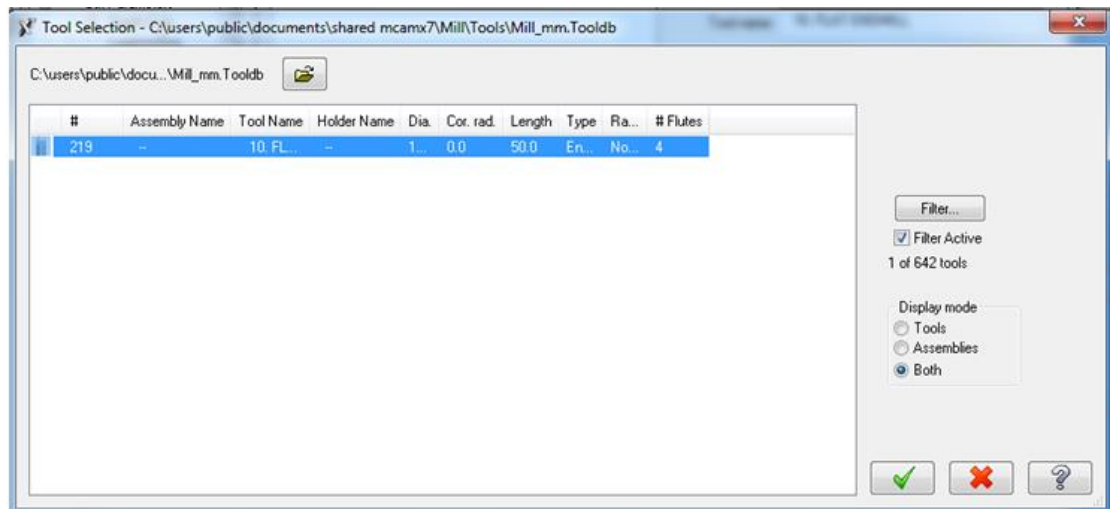 Tool Selection - C:\users\public\documents\shared mcamx7\Mill\Tools\Mill_mm.Tooldb
C:\users\public\docu...\Mill_mm.Tooldb
# Assembly Name Tool Name Holder Name Dia. Cor. rad. Length Type Ra... # Flutes
219 -- 10. FL... -- 1... 0.0 50.0 En... No... 4
Filter...
Filter Active
1 of 642 tools
Display mode
Tools
Assemblies
Both